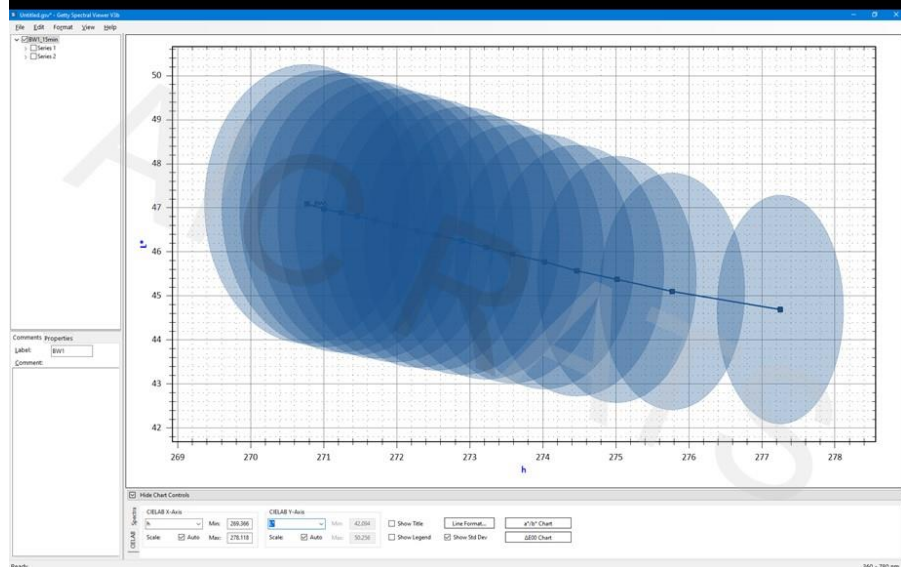 Untitled.gsv* - Getty Spectral Viewer V3b
File Edit Format View Help
BW1_15min
Series 1
Series 2
50
49
48
47
46
45
44
43
42
L*
269 270 271 272 273 274 275 276 277 278
h
Comments Properties
Label: BW1
Comment:
Hide Chart Controls
Spectra
CIELAB
CIELAB X-Axis
h Min: 269.366
Scale: Auto Max: 278.118
CIELAB Y-Axis
L* Min: 42.094
Scale: Auto Max: 50.256
Show Title
Show Legend
Show Std Dev
Line Format...
a*/b* Chart
ΔE00 Chart
Ready
360 - 780 nm